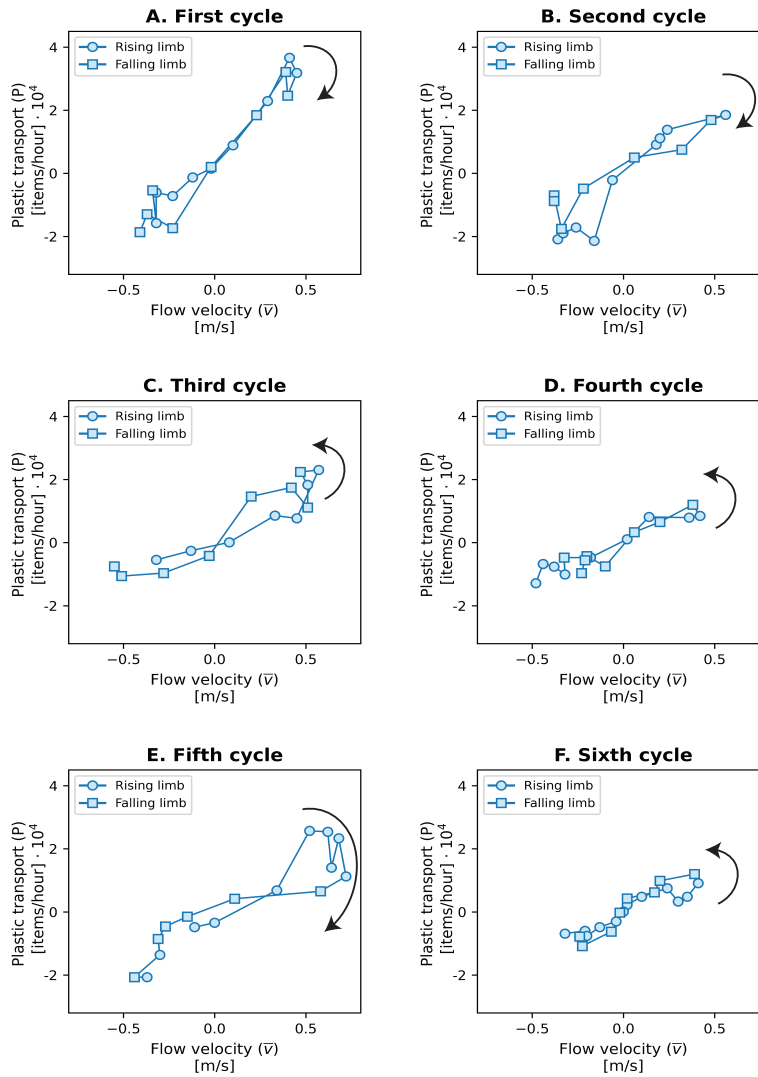 A. First cycle
Rising limb
Falling limb
4
2
0
-2
Plastic transport (P)
[items/hour] · 10⁴
−0.5
0.0
0.5
Flow velocity (v̅)
[m/s]
B. Second cycle
Rising limb
Falling limb
4
2
0
-2
Plastic transport (P)
[items/hour] · 10⁴
−0.5
0.0
0.5
Flow velocity (v̅)
[m/s]
C. Third cycle
Rising limb
Falling limb
4
2
0
-2
Plastic transport (P)
[items/hour] · 10⁴
−0.5
0.0
0.5
Flow velocity (v̅)
[m/s]
D. Fourth cycle
Rising limb
Falling limb
4
2
0
-2
Plastic transport (P)
[items/hour] · 10⁴
−0.5
0.0
0.5
Flow velocity (v̅)
[m/s]
E. Fifth cycle
Rising limb
Falling limb
4
2
0
-2
Plastic transport (P)
[items/hour] · 10⁴
−0.5
0.0
0.5
Flow velocity (v̅)
[m/s]
F. Sixth cycle
Rising limb
Falling limb
4
2
0
-2
Plastic transport (P)
[items/hour] · 10⁴
−0.5
0.0
0.5
Flow velocity (v̅)
[m/s]